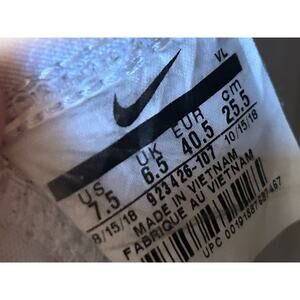 VL
US UK EUR cm
7.5 6.5 40.5 25.5
8/15/18 923426-107 10/15/18
MADE IN VIETNAM
FABRIQUE AU VIETNAM
UPC